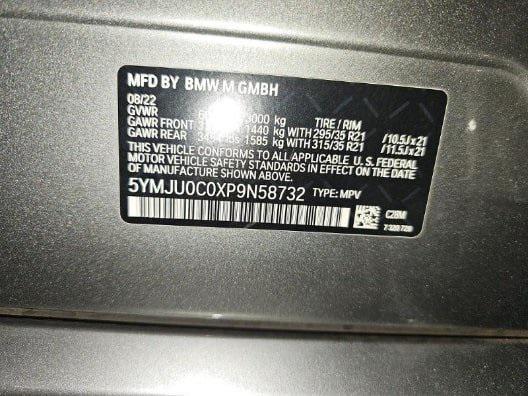 MFD BY BMW M GMBH
08/22
GVWR 3000 kg TIRE / RIM
GAWR FRONT 1440 kg WITH 295/35 R21 / 10.5J x 21
GAWR REAR 1585 kg WITH 315/35 R21 / 11.5J x 21
THIS VEHICLE CONFORMS TO ALL APPLICABLE U.S. FEDERAL
MOTOR VEHICLE SAFETY STANDARDS IN EFFECT ON THE DATE
OF MANUFACTURE SHOWN ABOVE.
5YMJU0C0XP9N58732 TYPE: MPV
C2BM